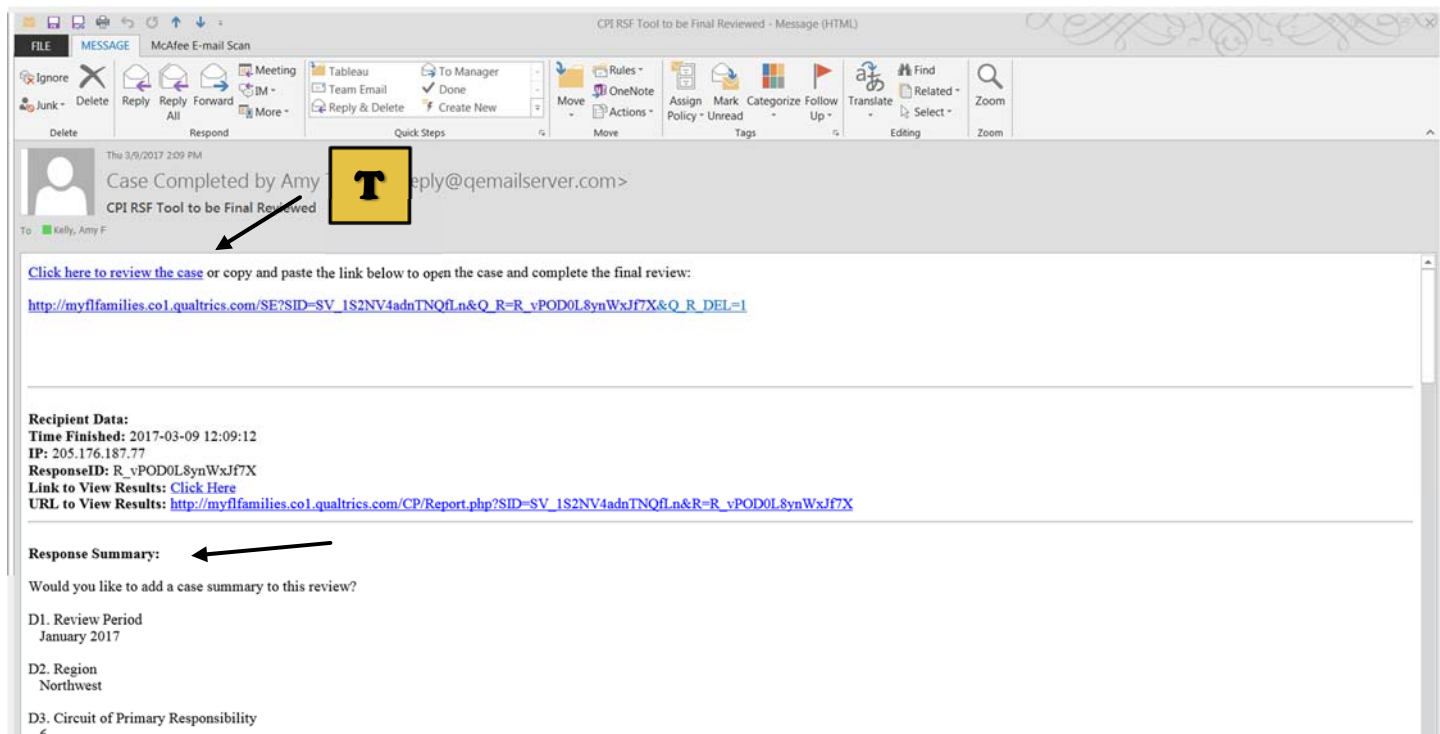 CPI RSF Tool to be Final Reviewed - Message (HTML)
FILE MESSAGE McAfee E-mail Scan
Ignore
Junk
Delete
Reply
Reply All
Forward
Meeting
IM
More
Tableau
Team Email
Reply & Delete
To Manager
Done
Create New
Move
Rules
OneNote
Actions
Assign Policy
Mark Unread
Categorize
Follow Up
Translate
Find
Related
Select
Zoom
Delete Respond Quick Steps Move Tags Editing Zoom
Thu 3/9/2017 2:09 PM
Case Completed by Amy T eply@qemailserver.com>
CPI RSF Tool to be Final Reviewed
To Kelly, Amy F
Click here to review the case or copy and paste the link below to open the case and complete the final review:
http://myflfamilies.co1.qualtrics.com/SE?SID=SV_1S2NV4adnTNQfLn&Q_R=R_vPOD0L8ynWxJf7X&Q_R_DEL=1
Recipient Data:
Time Finished: 2017-03-09 12:09:12
IP: 205.176.187.77
ResponseID: R_vPOD0L8ynWxJf7X
Link to View Results: Click Here
URL to View Results: http://myflfamilies.co1.qualtrics.com/CP/Report.php?SID=SV_1S2NV4adnTNQfLn&R=R_vPOD0L8ynWxJf7X
Response Summary:
Would you like to add a case summary to this review?
D1. Review Period
January 2017
D2. Region
Northwest
D3. Circuit of Primary Responsibility